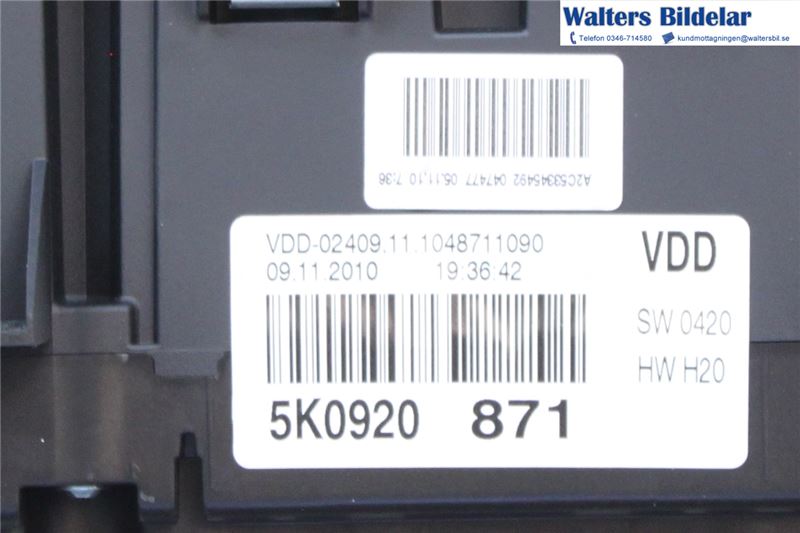 Walters Bildelar
Telefon 0346-714580 kundmottagningen@waltersbil.se
A2C53345492 047477 05.11.10 7:36
VDD-02409.11.1048711090
09.11.2010 19:36:42
VDD
SW 0420
HW H20
5K0920 871